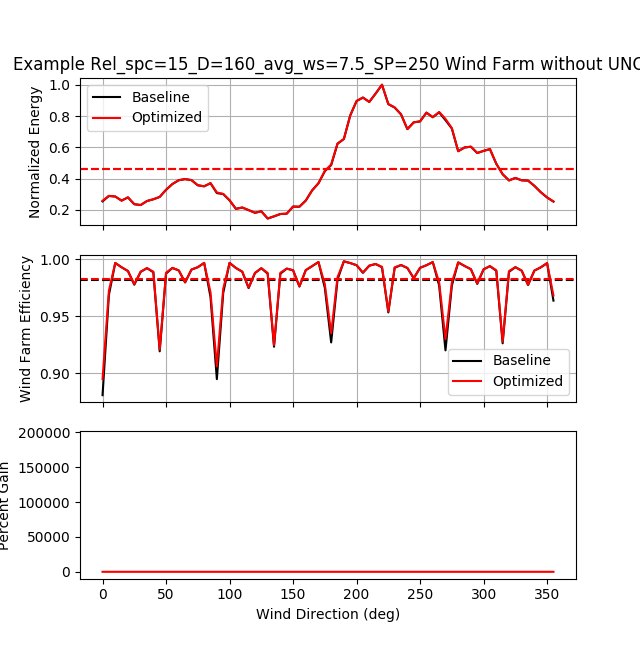 Example Rel_spc=15_D=160_avg_ws=7.5_SP=250 Wind Farm without UNC
Normalized Energy
1.0
0.8
0.6
0.4
0.2
Baseline
Optimized
Wind Farm Efficiency
1.00
0.95
0.90
Baseline
Optimized
Percent Gain
200000
150000
100000
50000
0
0 50 100 150 200 250 300 350
Wind Direction (deg)